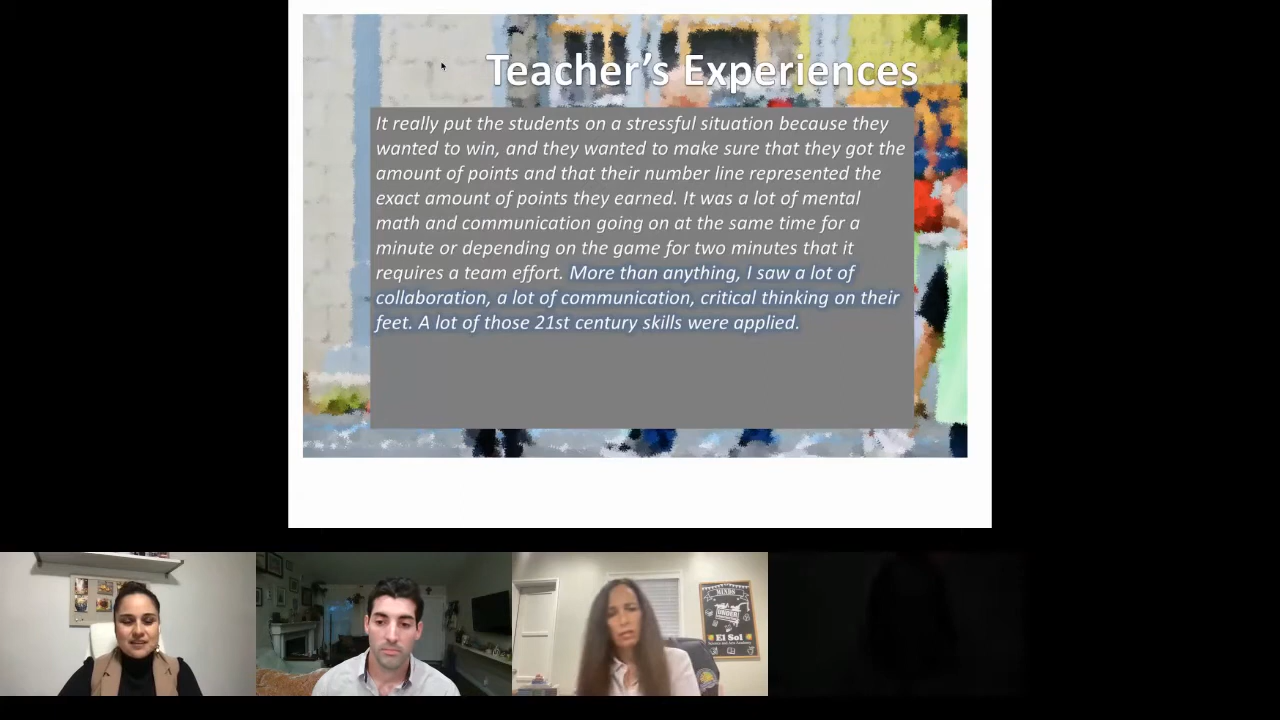 Teacher's Experiences
It really put the students on a stressful situation because they
wanted to win, and they wanted to make sure that they got the
amount of points and that their number line represented the
exact amount of points they earned. It was a lot of mental
math and communication going on at the same time for a
minute or depending on the game for two minutes that it
requires a team effort. More than anything, I saw a lot of
collaboration, a lot of communication, critical thinking on their
feet. A lot of those 21st century skills were applied.
MINDS
UNDER
El Sol